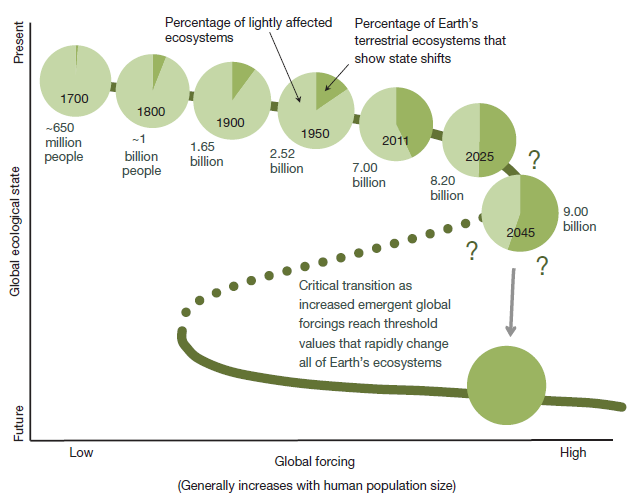 Percentage of lightly affected
ecosystems
Percentage of Earth's
terrestrial ecosystems that
show state shifts
Present
Global ecological state
Future
1700
~650
million
people
1800
~1
billion
people
1900
1.65
billion
1950
2.52
billion
2011
7.00
billion
2025
8.20
billion
?
2045
9.00
billion
?
?
Critical transition as
increased emergent global
forcings reach threshold
values that rapidly change
all of Earth's ecosystems
Low
High
Global forcing
(Generally increases with human population size)